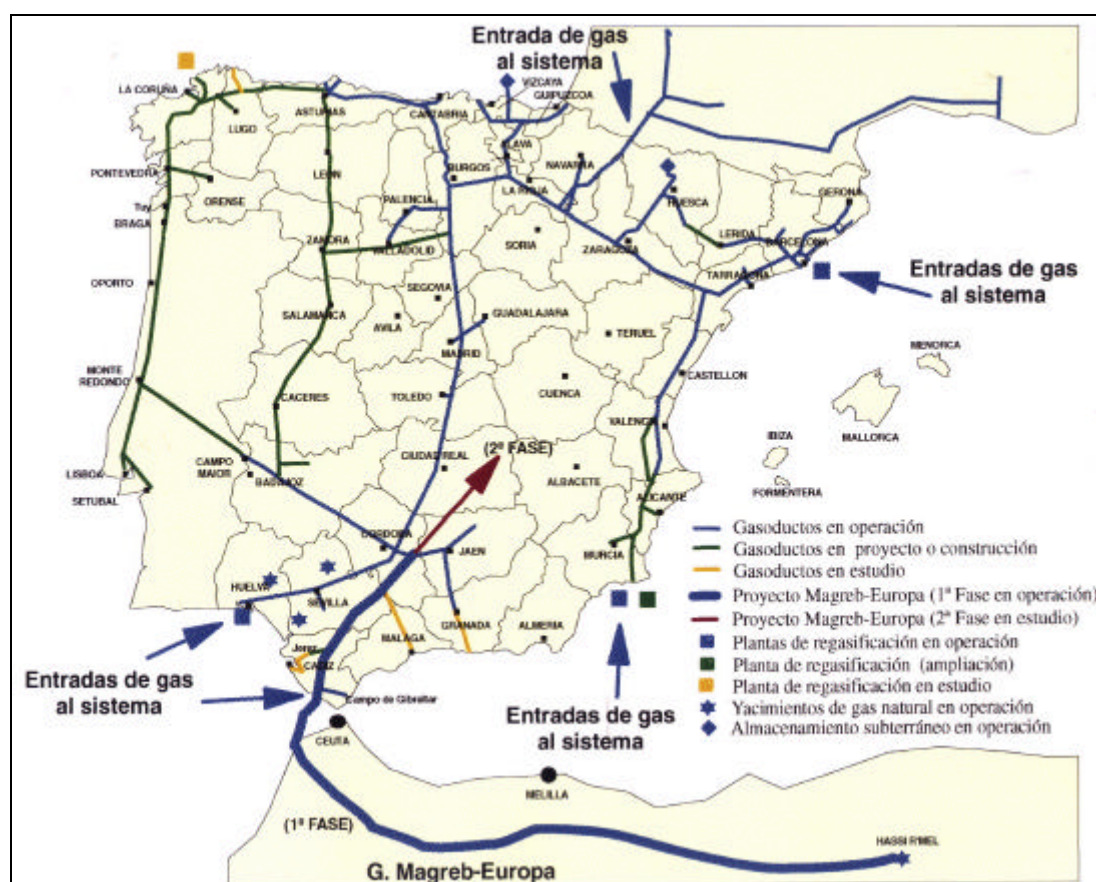 Entrada de gas
al sistema
VIZCAYA
GUIPUZCOA
LA CORUÑA
LUGO
ASTURIAS
CANTABRIA
NAVARRA
BURGOS
LA RIOJA
PONTEVEDRA
ORENSE
LEON
PALENCIA
HUESCA
GERONA
Tuy
BRAGA
ZAMORA
VALLADOLID
SORIA
ZARAGOZA
LERIDA
BARCELONA
TARRAGONA
Entradas de gas
al sistema
OPORTO
SEGOVIA
SALAMANCA
AVILA
GUADALAJARA
MADRID
TERUEL
MENORCA
MONTE
REDONDO
CACERES
TOLEDO
CUENCA
CASTELLON
VALENCIA
MALLORCA
IBIZA
FORMENTERA
LISBOA
SETUBAL
CAMPO
MAIOR
BADAJOZ
CIUDAD REAL
(2ª FASE)
ALBACETE
ALICANTE
MURCIA
CORDOBA
JAEN
HUELVA
SEVILLA
GRANADA
MALAGA
ALMERIA
Jerez
CADIZ
Campo de Gibraltar
Gasoductos en operación
Gasoductos en proyecto o construcción
Gasoductos en estudio
Proyecto Magreb-Europa (1ª Fase en operación)
Proyecto Magreb-Europa (2ª Fase en estudio)
Plantas de regasificación en operación
Planta de regasificación (ampliación)
Planta de regasificación en estudio
Yacimientos de gas natural en operación
Almacenamiento subterráneo en operación
Entradas de gas
al sistema
Entradas de gas
al sistema
CEUTA
MELILLA
(1ª FASE)
HASSI R'MEL
G. Magreb-Europa